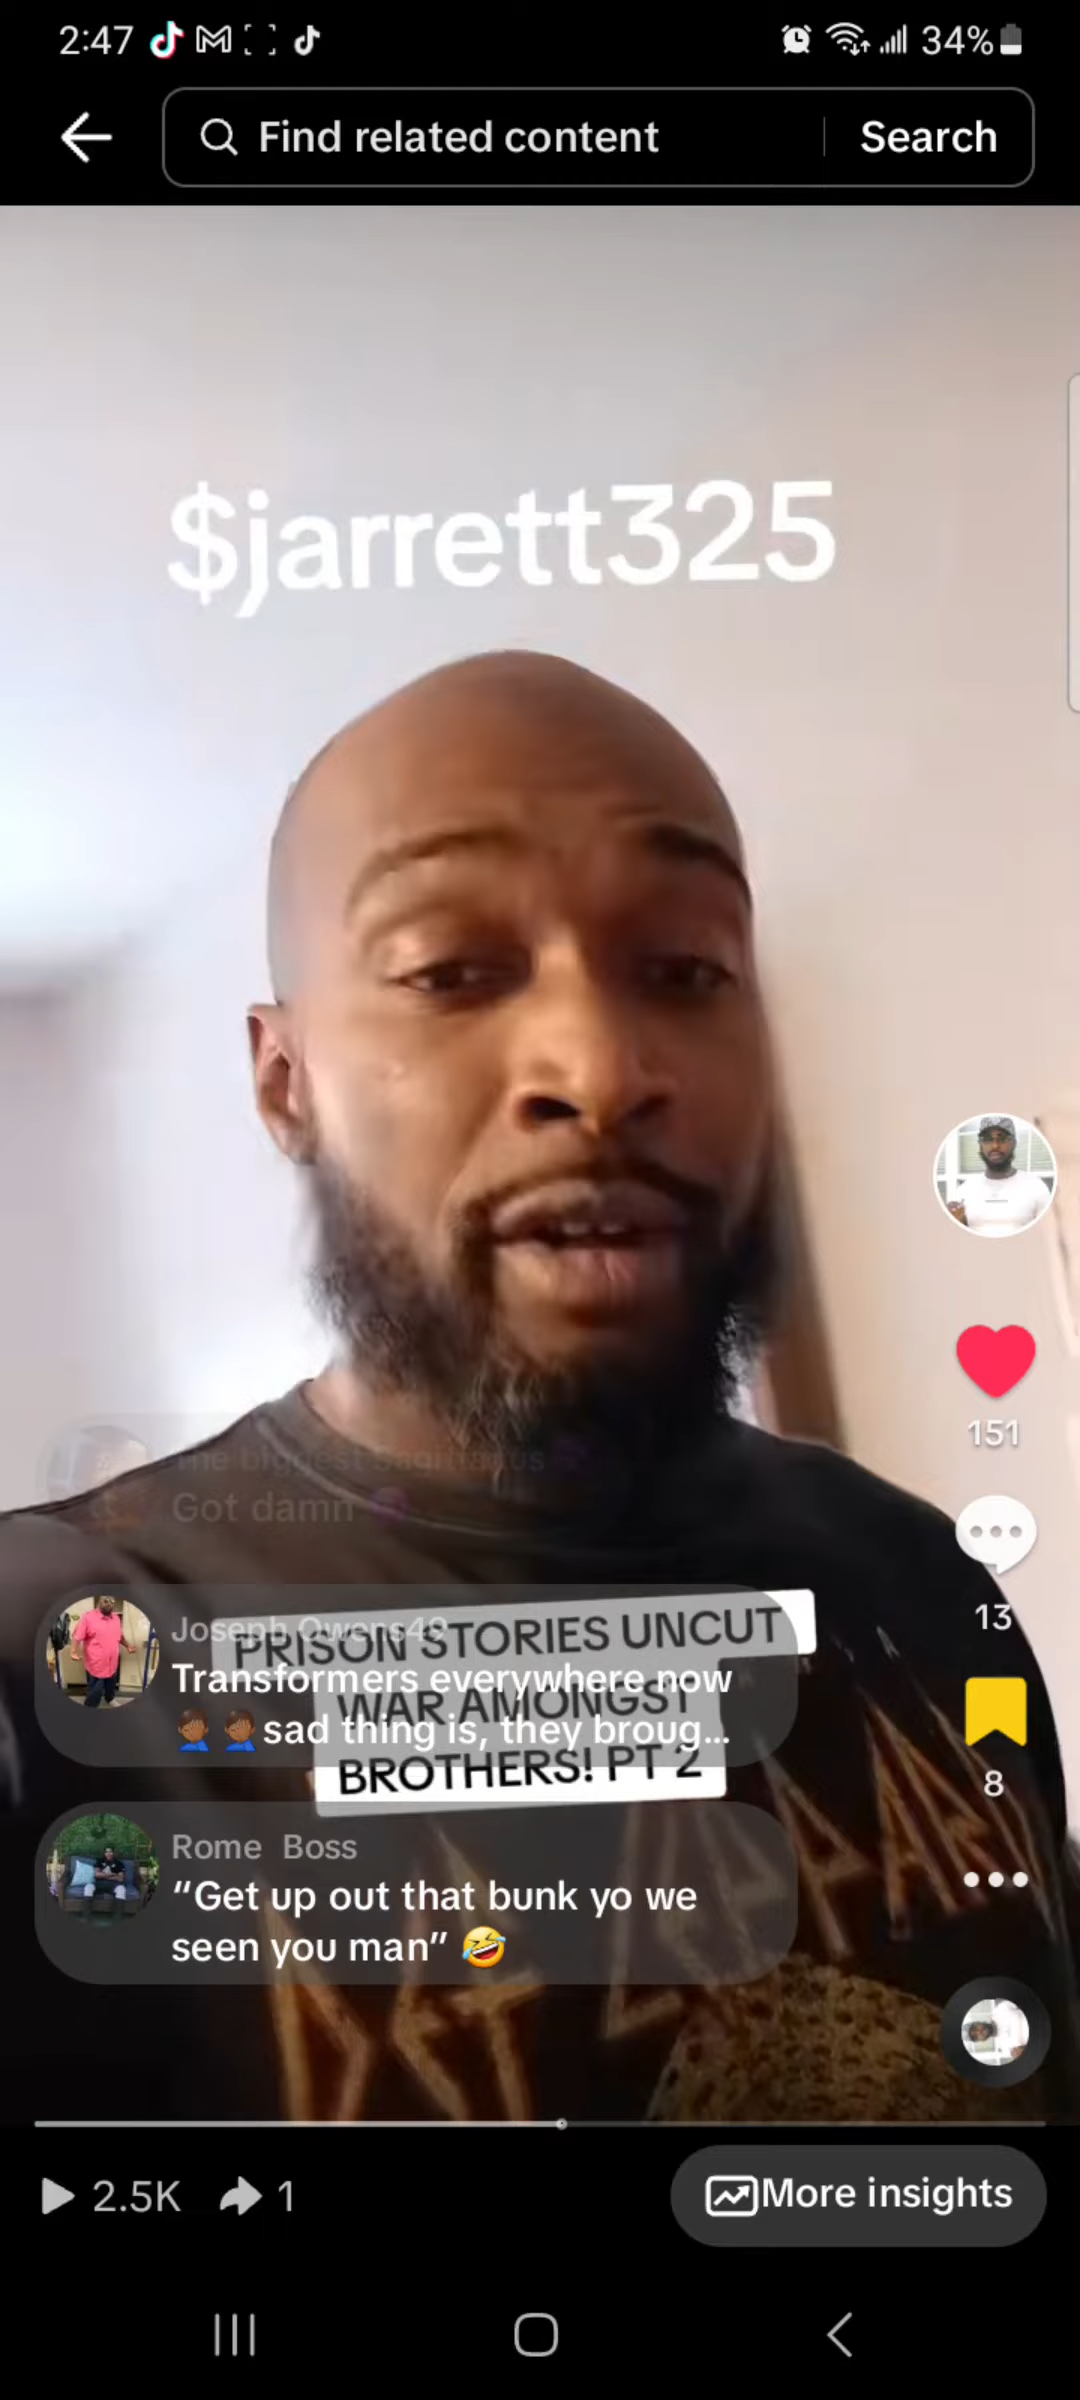 2:47
34%
Find related content
Search
$jarrett325
151
Got damn
13
Joseph Owens49
PRISON STORIES UNCUT
Transformers everywhere now
WAR AMONGST
🤦🏾‍♂️🤦🏾‍♂️sad thing is, they broug...
BROTHERS! PT 2
8
Rome Boss
“Get up out that bunk yo we
seen you man” 🤣
2.5K
1
More insights